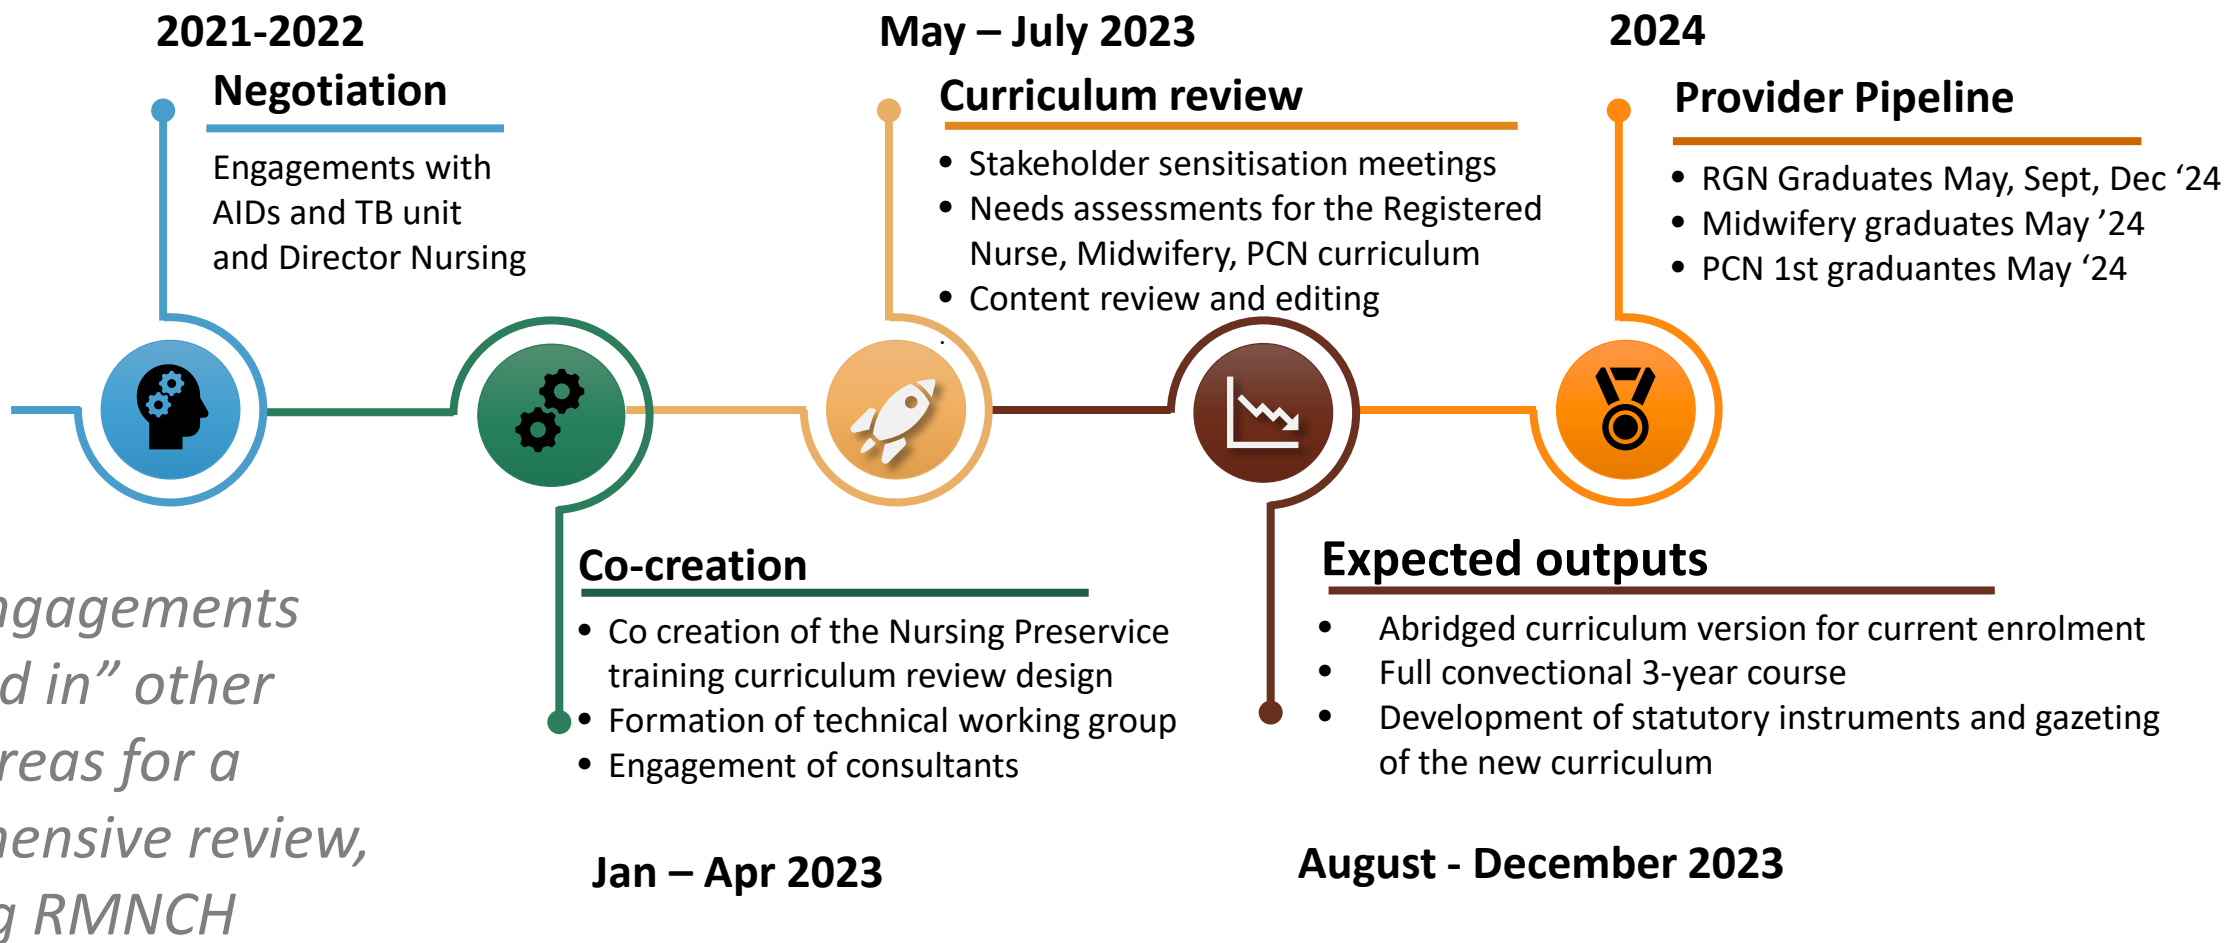 2021-2022
Negotiation
Engagements with
AIDs and TB unit
and Director Nursing
May – July 2023
Curriculum review
• Stakeholder sensitisation meetings
• Needs assessments for the Registered
Nurse, Midwifery, PCN curriculum
• Content review and editing
.
2024
Provider Pipeline
• RGN Graduates May, Sept, Dec ‘24
• Midwifery graduates May ’24
• PCN 1st graduantes May ‘24
Co-creation
• Co creation of the Nursing Preservice
training curriculum review design
• Formation of technical working group
• Engagement of consultants
Jan – Apr 2023
Expected outputs
• Abridged curriculum version for current enrolment
• Full convectional 3-year course
• Development of statutory instruments and gazeting
of the new curriculum
August - December 2023
ngagements
d in” other
reas for a
hensive review,
g RMNCH